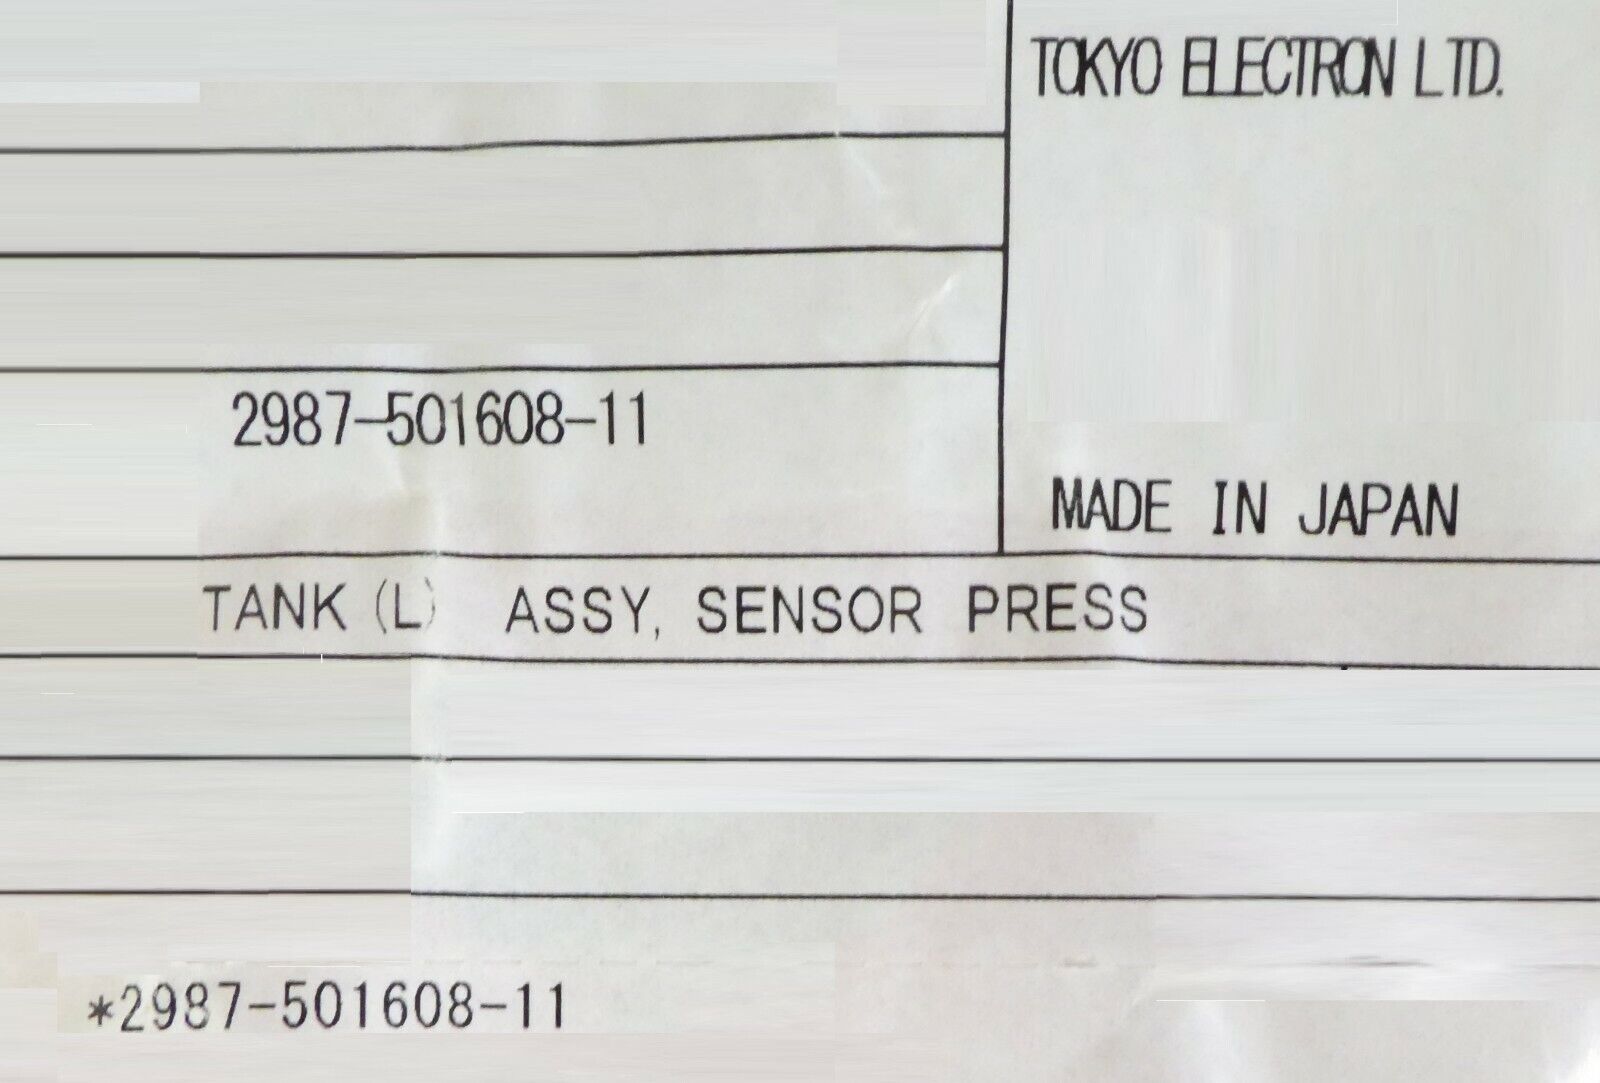 TOKYO ELECTRON LTD.
2987-501608-11
MADE IN JAPAN
TANK (L) ASSY, SENSOR PRESS
*2987-501608-11